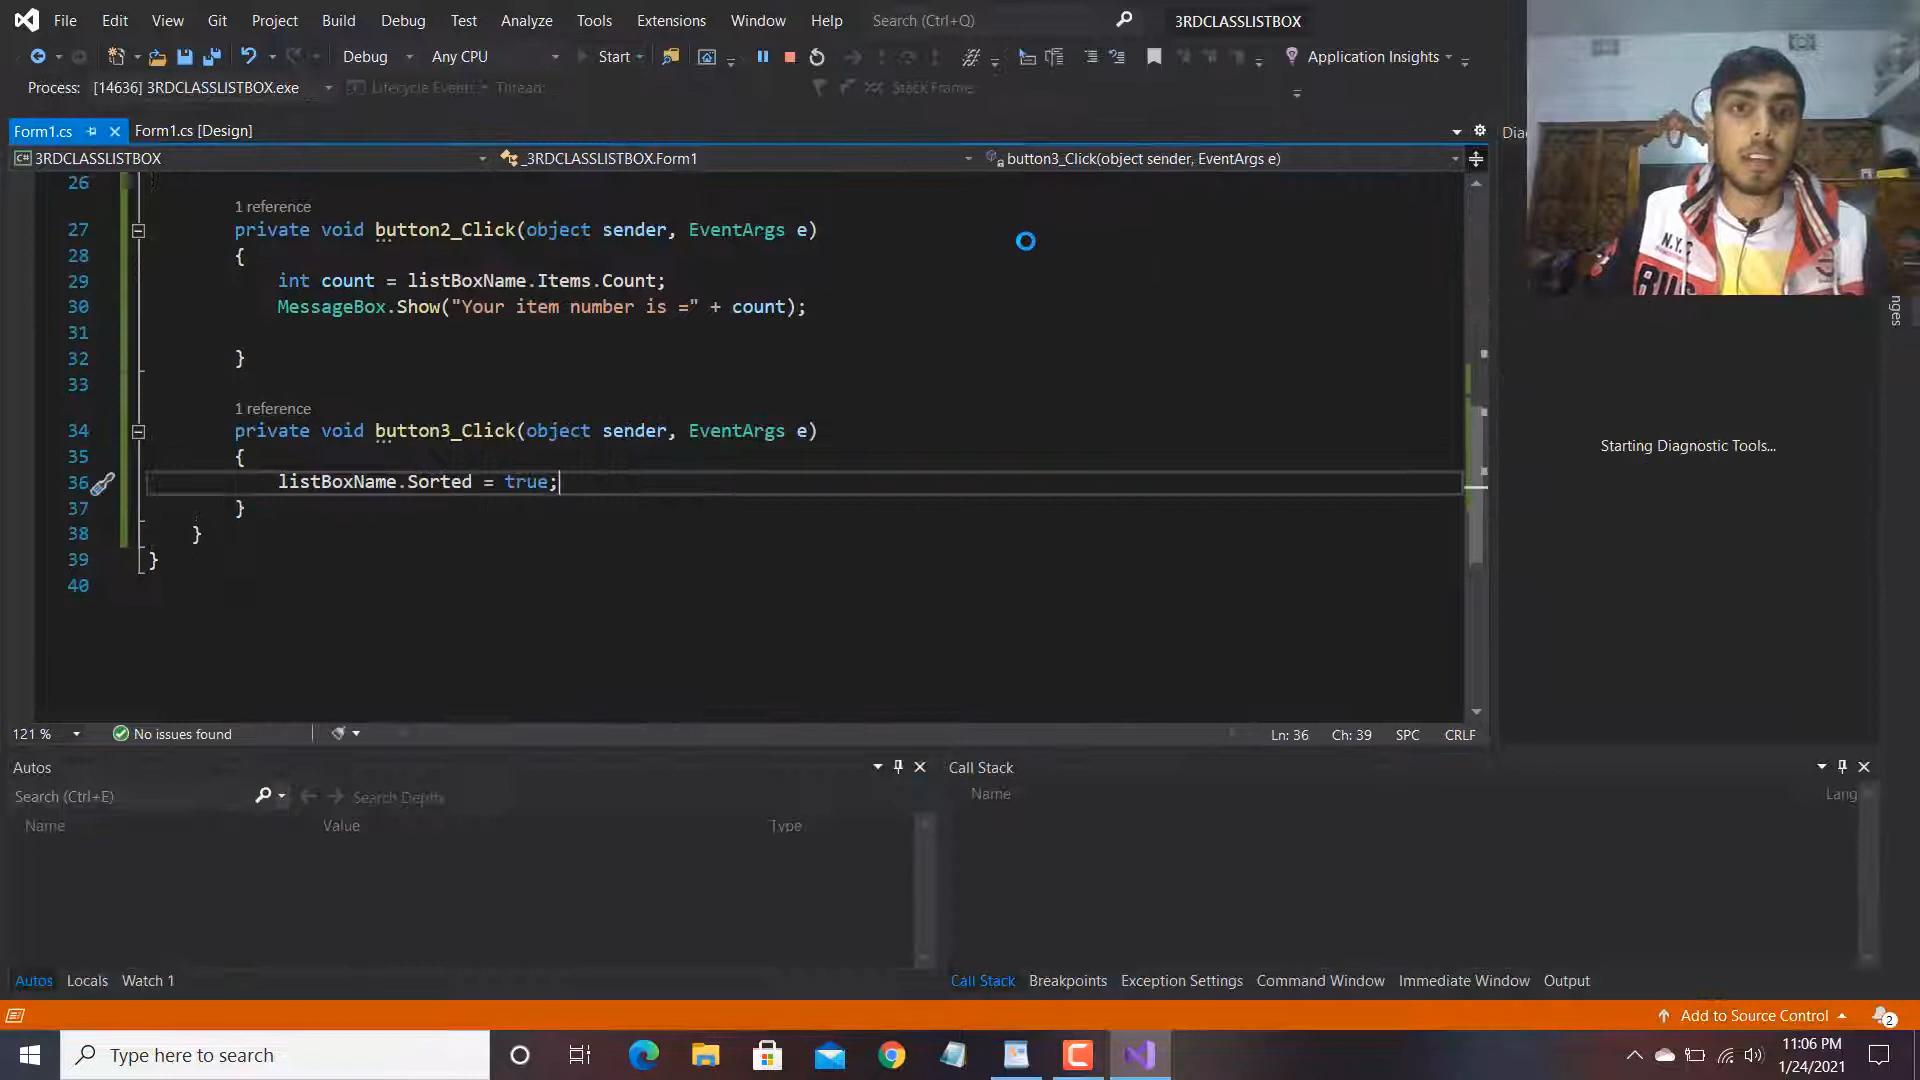 File Edit View Git Project Build Debug Test Analyze Tools Extensions Window Help Search (Ctrl+Q) 3RDCLASSLISTBOX
Debug Any CPU Start Application Insights
Process: [14636] 3RDCLASSLISTBOX.exe Lifecycle Events Thread: Stack Frame:
Form1.cs Form1.cs [Design]
3RDCLASSLISTBOX _3RDCLASSLISTBOX.Form1 button3_Click(object sender, EventArgs e)
26
1 reference
27 private void button2_Click(object sender, EventArgs e)
28 {
29 int count = listBoxName.Items.Count;
30 MessageBox.Show("Your item number is =" + count);
31
32 }
33
1 reference
34 private void button3_Click(object sender, EventArgs e)
35 {
36 listBoxName.Sorted = true;
37 }
38 }
39 }
40
N.Y.C
nges
Starting Diagnostic Tools...
121 % No issues found Ln: 36 Ch: 39 SPC CRLF
Autos
Search (Ctrl+E) Search Depth:
Name Value Type
Call Stack
Name Lang
Autos Locals Watch 1
Call Stack Breakpoints Exception Settings Command Window Immediate Window Output
Add to Source Control 2
Type here to search
11:06 PM
1/24/2021